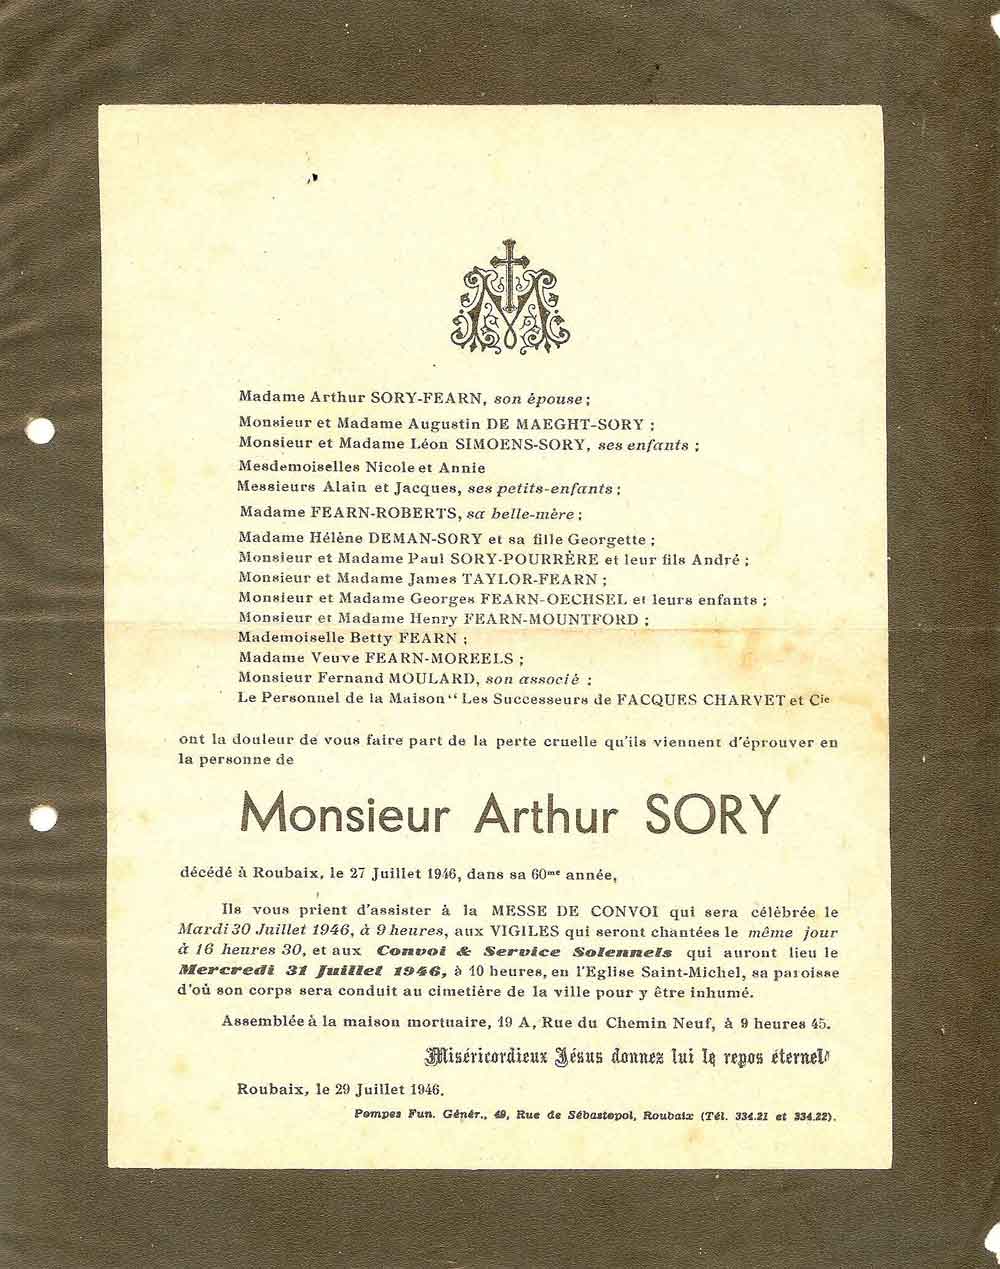 M
Madame Arthur SORY-FEARN, son épouse ;
Monsieur et Madame Augustin DE MAEGHT-SORY ;
Monsieur et Madame Léon SIMOENS-SORY, ses enfants ;
Mesdemoiselles Nicole et Annie
Messieurs Alain et Jacques, ses petits-enfants ;
Madame FEARN-ROBERTS, sa belle-mère ;
Madame Hélène DEMAN-SORY et sa fille Georgette ;
Monsieur et Madame Paul SORY-POURRÈRE et leur fils André ;
Monsieur et Madame James TAYLOR-FEARN ;
Monsieur et Madame Georges FEARN-OECHSEL et leurs enfants ;
Monsieur et Madame Henry FEARN-MOUNTFORD ;
Mademoiselle Betty FEARN ;
Madame Veuve FEARN-MOREELS ;
Monsieur Fernand MOULARD, son associé ;
Le Personnel de la Maison " Les Successeurs de FACQUES CHARVET et Cie
ont la douleur de vous faire part de la perte cruelle qu'ils viennent d'éprouver en
la personne de
Monsieur Arthur SORY
décédé à Roubaix, le 27 Juillet 1946, dans sa 60me année,
Ils vous prient d'assister à la MESSE DE CONVOI qui sera célébrée le
Mardi 30 Juillet 1946, à 9 heures, aux VIGILES qui seront chantées le même jour
à 16 heures 30, et aux Convoi & Service Solennels qui auront lieu le
Mercredi 31 Juillet 1946, à 10 heures, en l'Eglise Saint-Michel, sa paroisse
d'où son corps sera conduit au cimetière de la ville pour y être inhumé.
Assemblée à la maison mortuaire, 19 A, Rue du Chemin Neuf, à 9 heures 45.
Miséricordieux Jésus donnez lui le repos éternel
Roubaix, le 29 Juillet 1946.
Pompes Fun. Génér., 49, Rue de Sébastopol, Roubaix (Tél. 334.21 et 334.22).